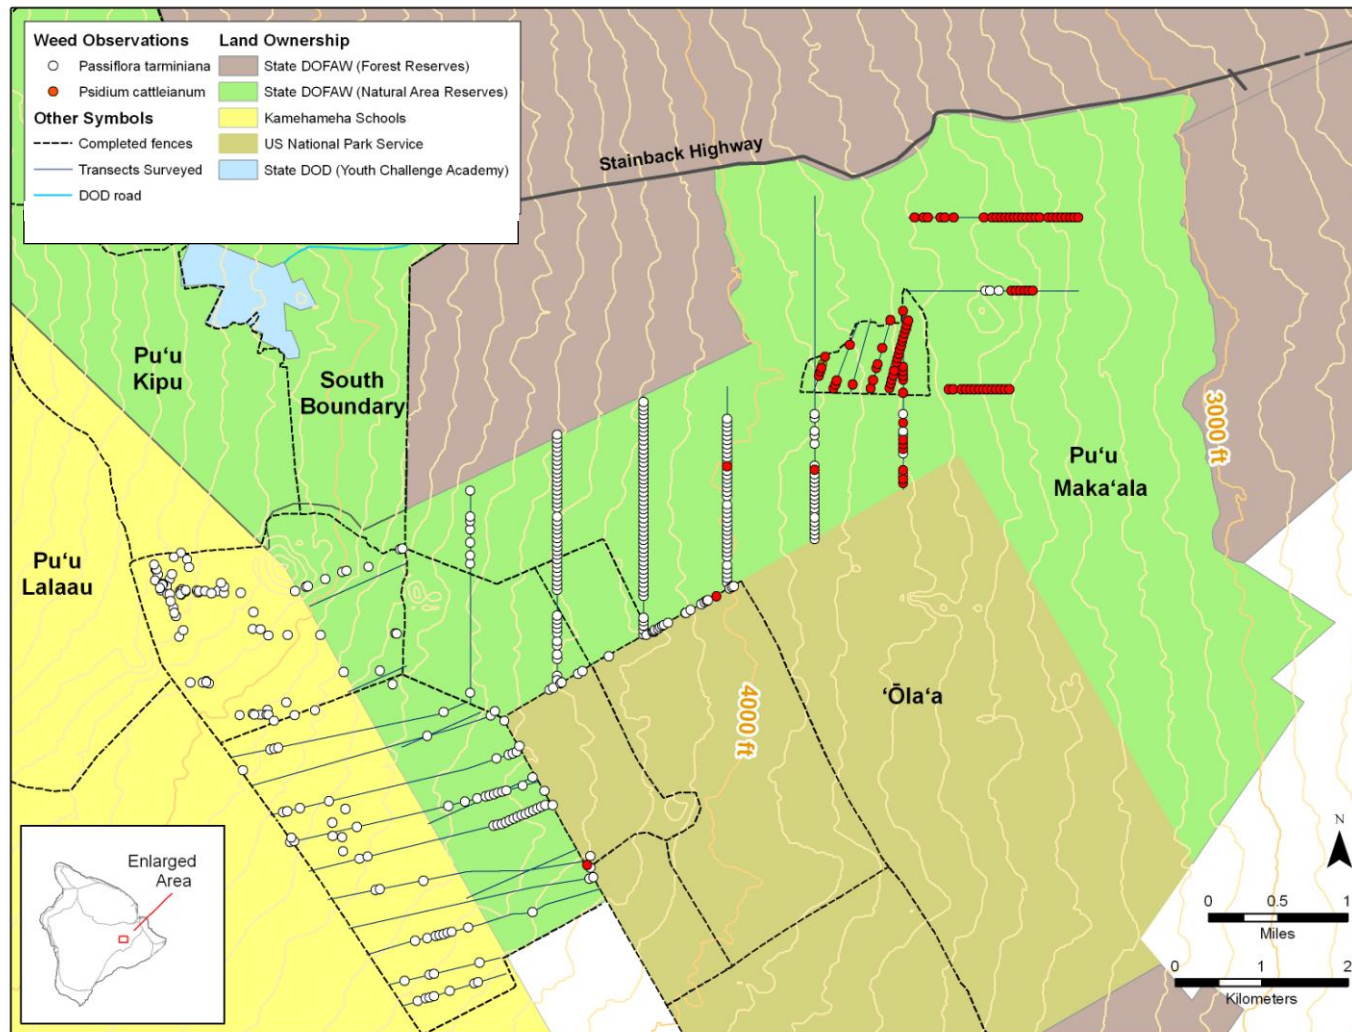 Weed Observations
Passiflora tarminiana
Psidium cattleianum
Other Symbols
Completed fences
Transects Surveyed
DOD road
Land Ownership
State DOFAW (Forest Reserves)
State DOFAW (Natural Area Reserves)
Kamehameha Schools
US National Park Service
State DOD (Youth Challenge Academy)
Stainback Highway
Pu‘u
Kipu
South
Boundary
3000 ft
Pu‘u
Maka‘ala
Pu‘u
Lalaau
‘Ōla‘a
4000 ft
Enlarged
Area
N
0 0.5 1
Miles
0 1 2
Kilometers